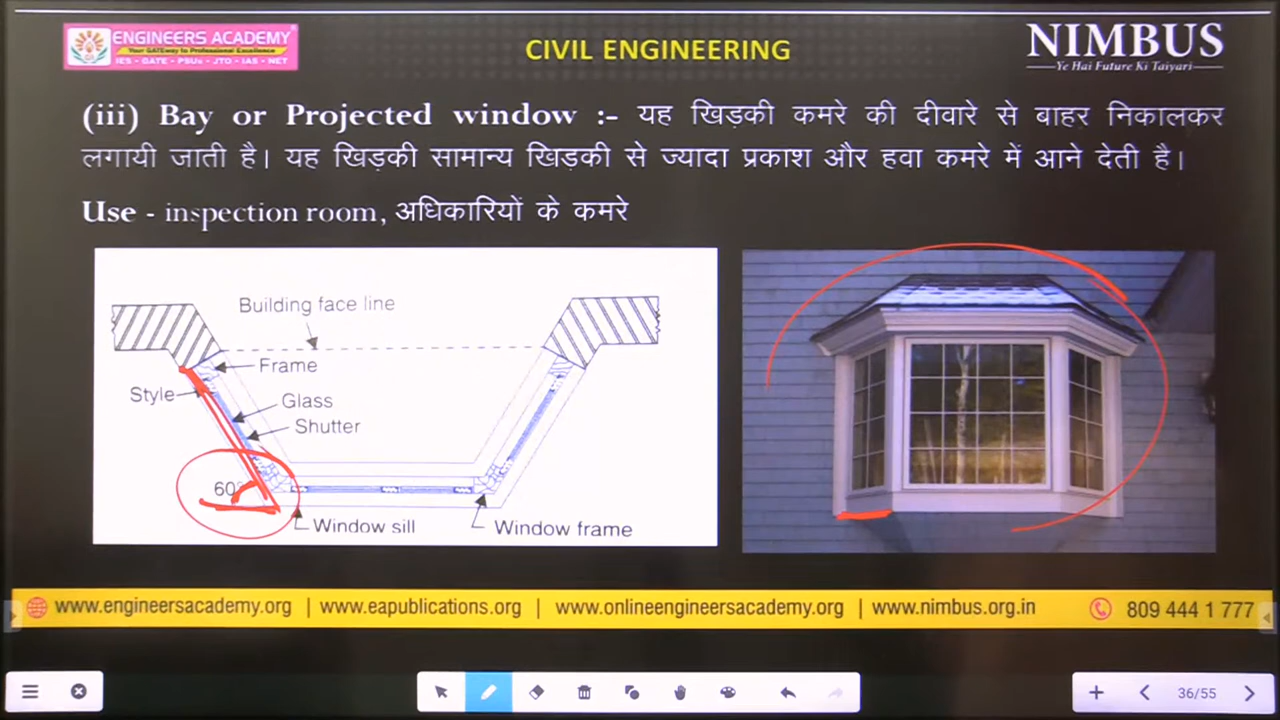 ENGINEERS ACADEMY
Your GATEway to Professional Excellence
IES - GATE - PSUs - JTO - IAS - NET
CIVIL ENGINEERING
NIMBUS
Ye Hai Future Ki Taiyari
(iii) Bay or Projected window :- यह खिड़की कमरे की दीवारे से बाहर निकालकर
लगायी जाती है। यह खिड़की सामान्य खिड़की से ज्यादा प्रकाश और हवा कमरे में आने देती है।
Use - inspection room, अधिकारियों के कमरे
Building face line
Frame
Style
Glass
Shutter
60°
Window sill
Window frame
www.engineersacademy.org | www.eapublications.org | www.onlineengineersacademy.org | www.nimbus.org.in 809 444 1 777
36/55